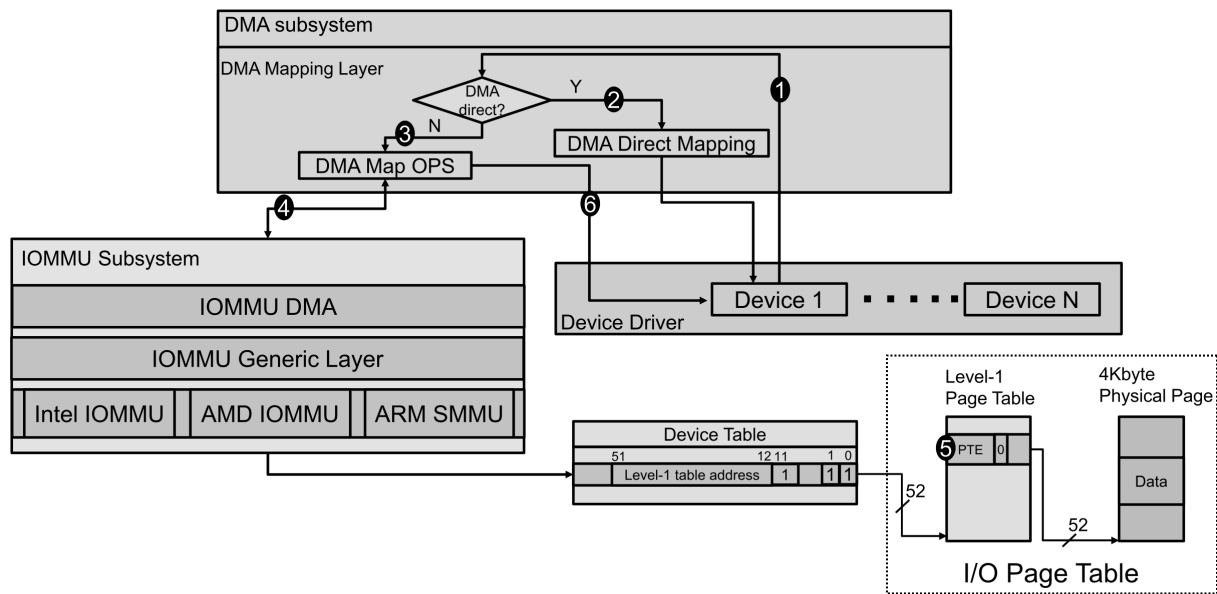 DMA subsystem
DMA Mapping Layer
DMA
direct?
Y
N
1
2
3
DMA Direct Mapping
DMA Map OPS
4
6
IOMMU Subsystem
IOMMU DMA
IOMMU Generic Layer
Intel IOMMU
AMD IOMMU
ARM SMMU
Device 1
Device N
Device Driver
Device Table
51
12
11
1
0
Level-1 table address
1
1
1
52
Level-1
Page Table
5
PTE
0
52
4Kbyte
Physical Page
Data
I/O Page Table